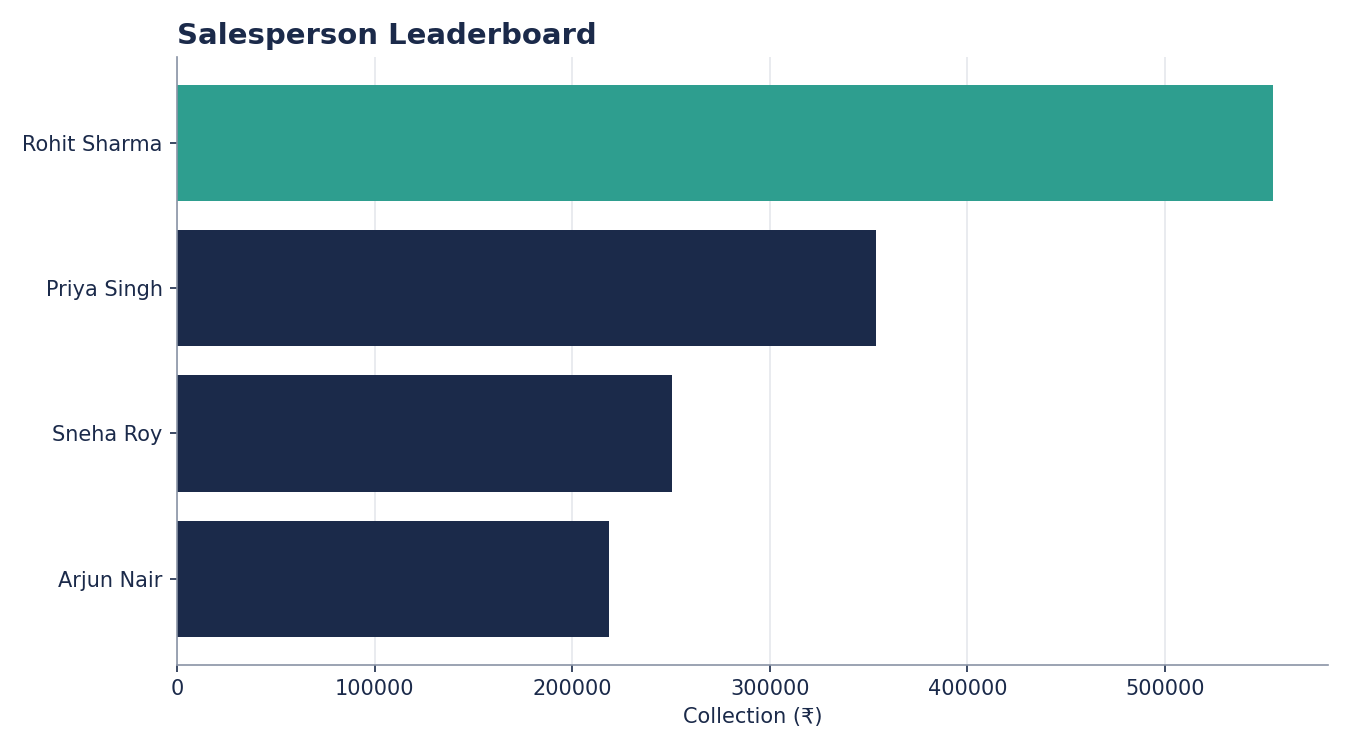 Salesperson Leaderboard
Rohit Sharma
Priya Singh
Sneha Roy
Arjun Nair
0 100000 200000 300000 400000 500000
Collection (₹)